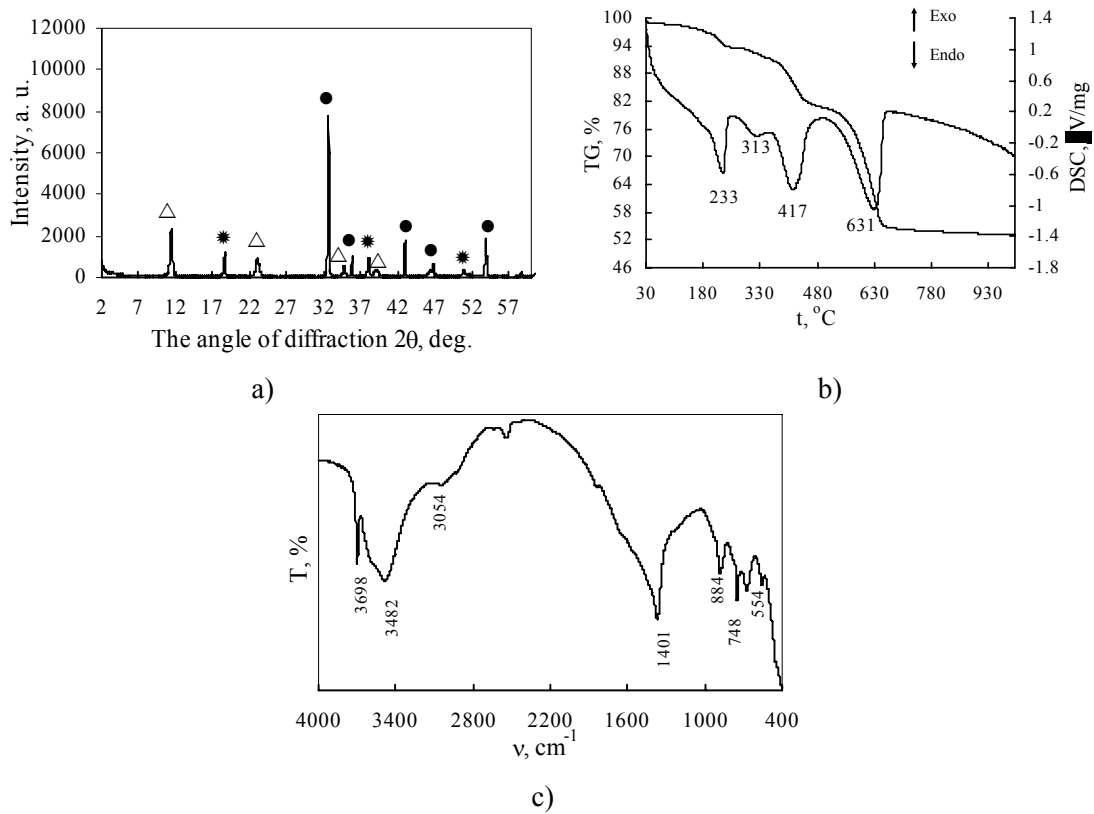 12000
10000
8000
6000
4000
2000
0
Intensity, a. u.
2 7 12 17 22 27 32 37 42 47 52 57
The angle of diffraction 2θ, deg.
a)
100
94
88
82
76
70
64
58
52
46
TG, %
Exo
Endo
1.4
1
0.6
0.2
-0.2
-0.6
-1
-1.4
-1.8
DSC, V/mg
233
313
417
631
30 180 330 480 630 780 930
t, °C
b)
T, %
3698
3482
3054
1401
884
748
554
4000 3400 2800 2200 1600 1000 400
ν, cm-1
c)